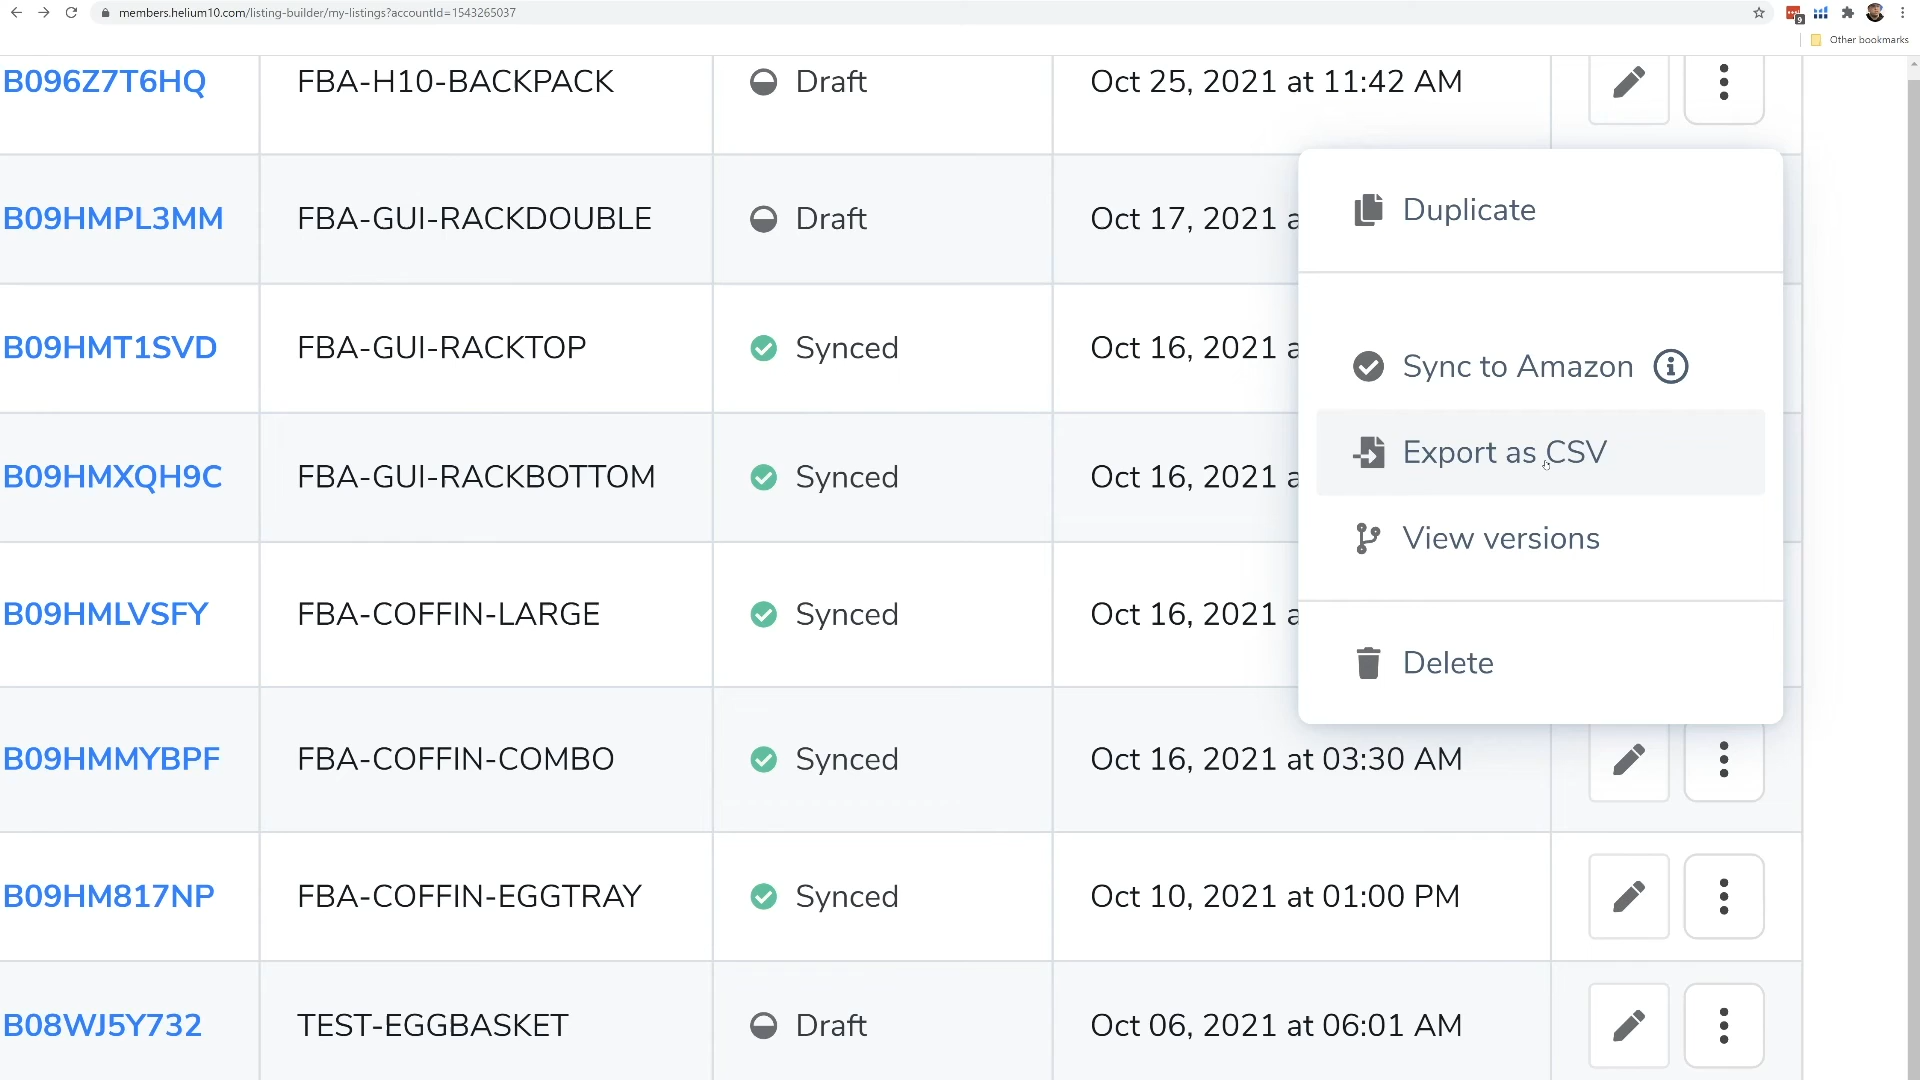 members.helium10.com/listing-builder/my-listings?accountId=1543265037
9
Other bookmarks
B096Z7T6HQ FBA-H10-BACKPACK Draft Oct 25, 2021 at 11:42 AM
Duplicate
B09HMPL3MM FBA-GUI-RACKDOUBLE Draft Oct 17, 2021 a
B09HMT1SVD FBA-GUI-RACKTOP Synced Oct 16, 2021 a
Sync to Amazon
Export as CSV
B09HMXQH9C FBA-GUI-RACKBOTTOM Synced Oct 16, 2021 a
View versions
B09HMLVSFY FBA-COFFIN-LARGE Synced Oct 16, 2021 a
Delete
B09HMMYBPF FBA-COFFIN-COMBO Synced Oct 16, 2021 at 03:30 AM
B09HM817NP FBA-COFFIN-EGGTRAY Synced Oct 10, 2021 at 01:00 PM
B08WJ5Y732 TEST-EGGBASKET Draft Oct 06, 2021 at 06:01 AM